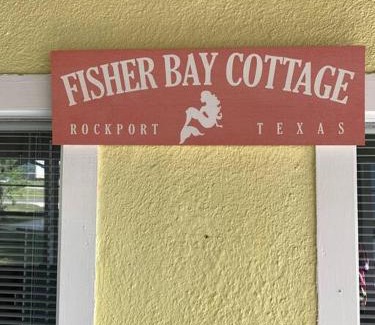 FISHER BAY COTTAGE
ROCKPORT TEXAS